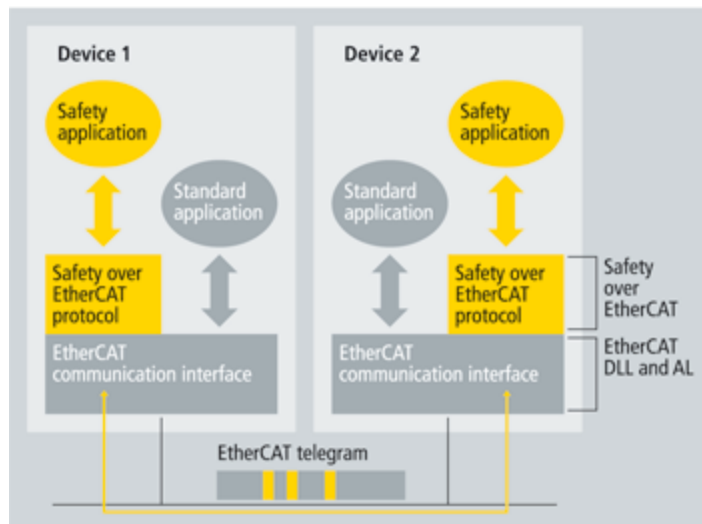 Device 1
Safety
application
Standard
application
Safety over
EtherCAT
protocol
EtherCAT
communication interface
Device 2
Safety
application
Standard
application
Safety over
EtherCAT
protocol
EtherCAT
communication interface
Safety
over
EtherCAT
EtherCAT
DLL and AL
EtherCAT telegram